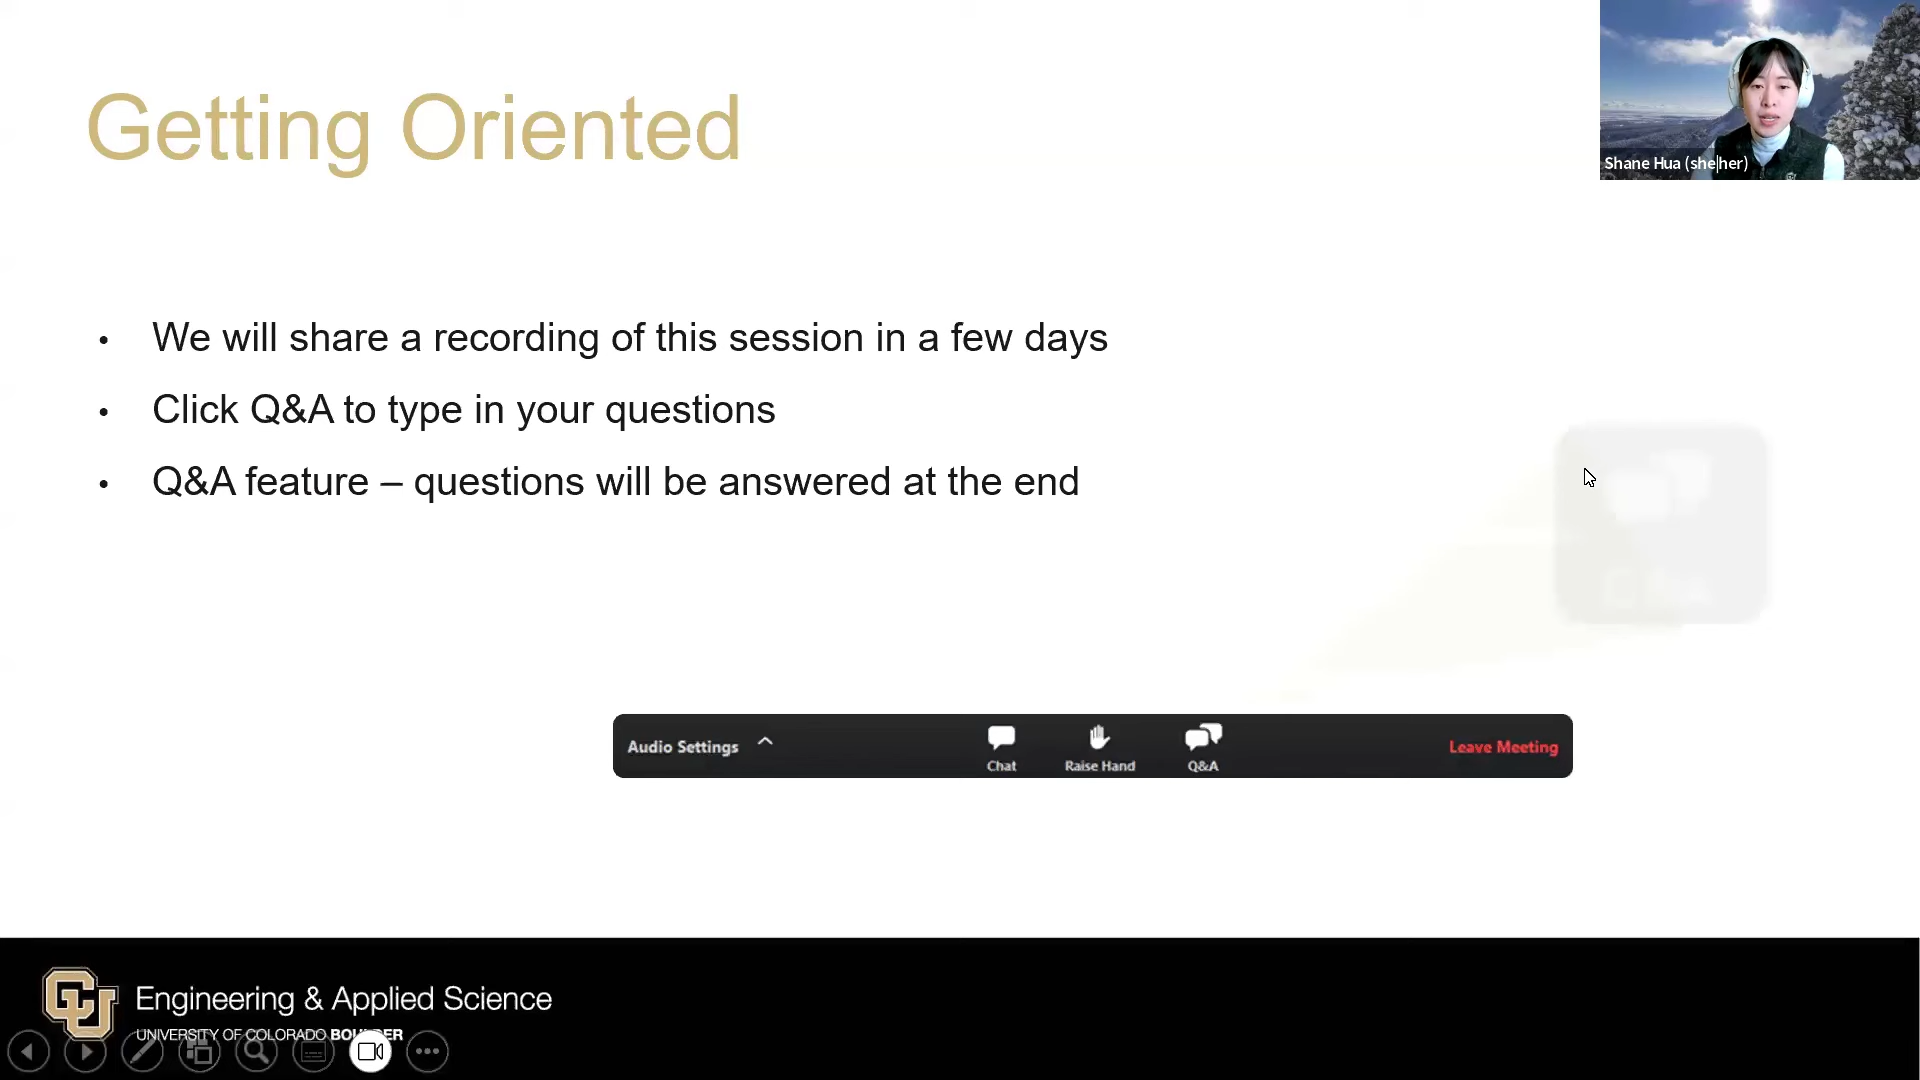 Getting Oriented
Shane Hua (she|her)
• We will share a recording of this session in a few days
• Click Q&A to type in your questions
• Q&A feature – questions will be answered at the end
Audio Settings
Chat
Raise Hand
Q&A
Leave Meeting
CU
Engineering & Applied Science
UNIVERSITY OF COLORADO BOULDER